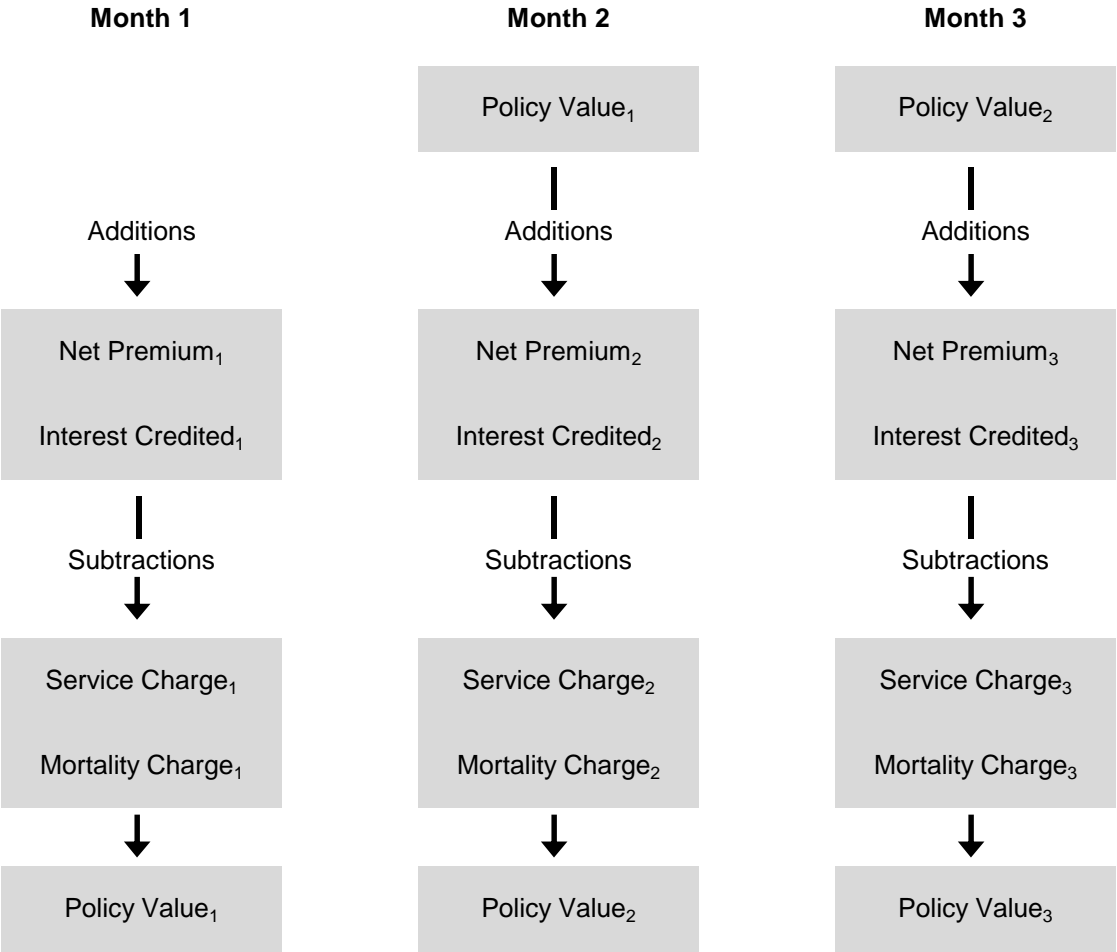 Month 1
Month 2
Month 3
Policy Value₁
Policy Value₂
Additions
Additions
Additions
Net Premium₁
Net Premium₂
Net Premium₃
Interest Credited₁
Interest Credited₂
Interest Credited₃
Subtractions
Subtractions
Subtractions
Service Charge₁
Service Charge₂
Service Charge₃
Mortality Charge₁
Mortality Charge₂
Mortality Charge₃
Policy Value₁
Policy Value₂
Policy Value₃